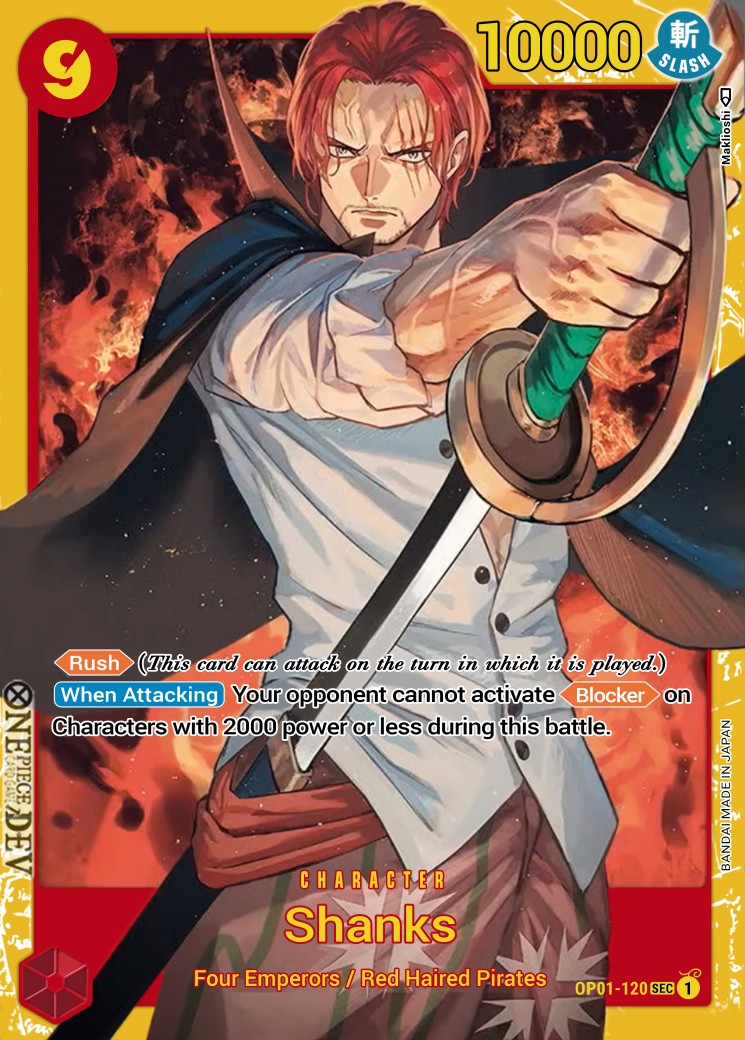 9
10000
斬
SLASH
Maklioshi
Rush (This card can attack on the turn in which it is played.)
When Attacking Your opponent cannot activate Blocker on
Characters with 2000 power or less during this battle.
ONE PIECE DEV
BANDAI MADE IN JAPAN
CHARACTER
Shanks
Four Emperors / Red Haired Pirates
OP01-120 SEC 1